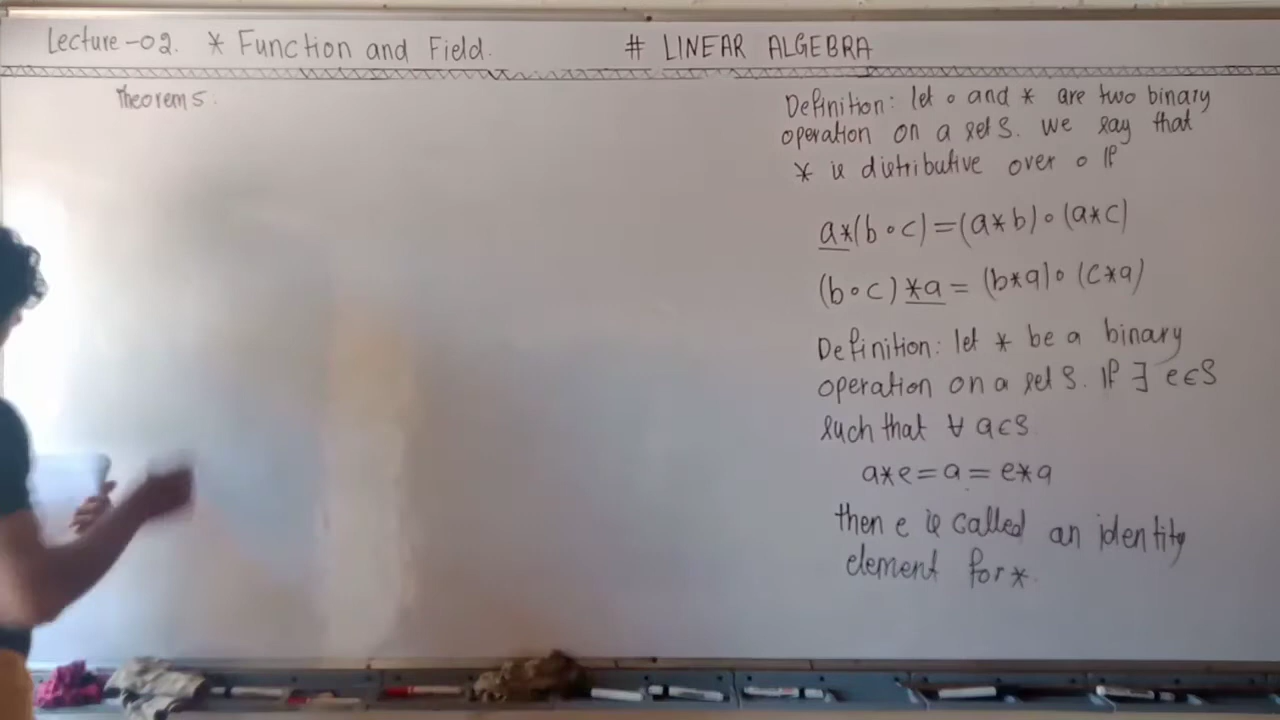 Lecture-02. * Function and Field. # LINEAR ALGEBRA
Theorem 5.
Definition: let ∘ and * are two binary
operation on a set S. we say that
* is distributive over ∘ if
a*(b∘c)=(a*b)∘(a*c)
(b∘c)*a=(b*a)∘(c*a)
Definition: let * be a binary
operation on a set S. If ∃ e∈S
such that ∀ a∈S
a*e=a=e*a
then e is called an identity
element for *.